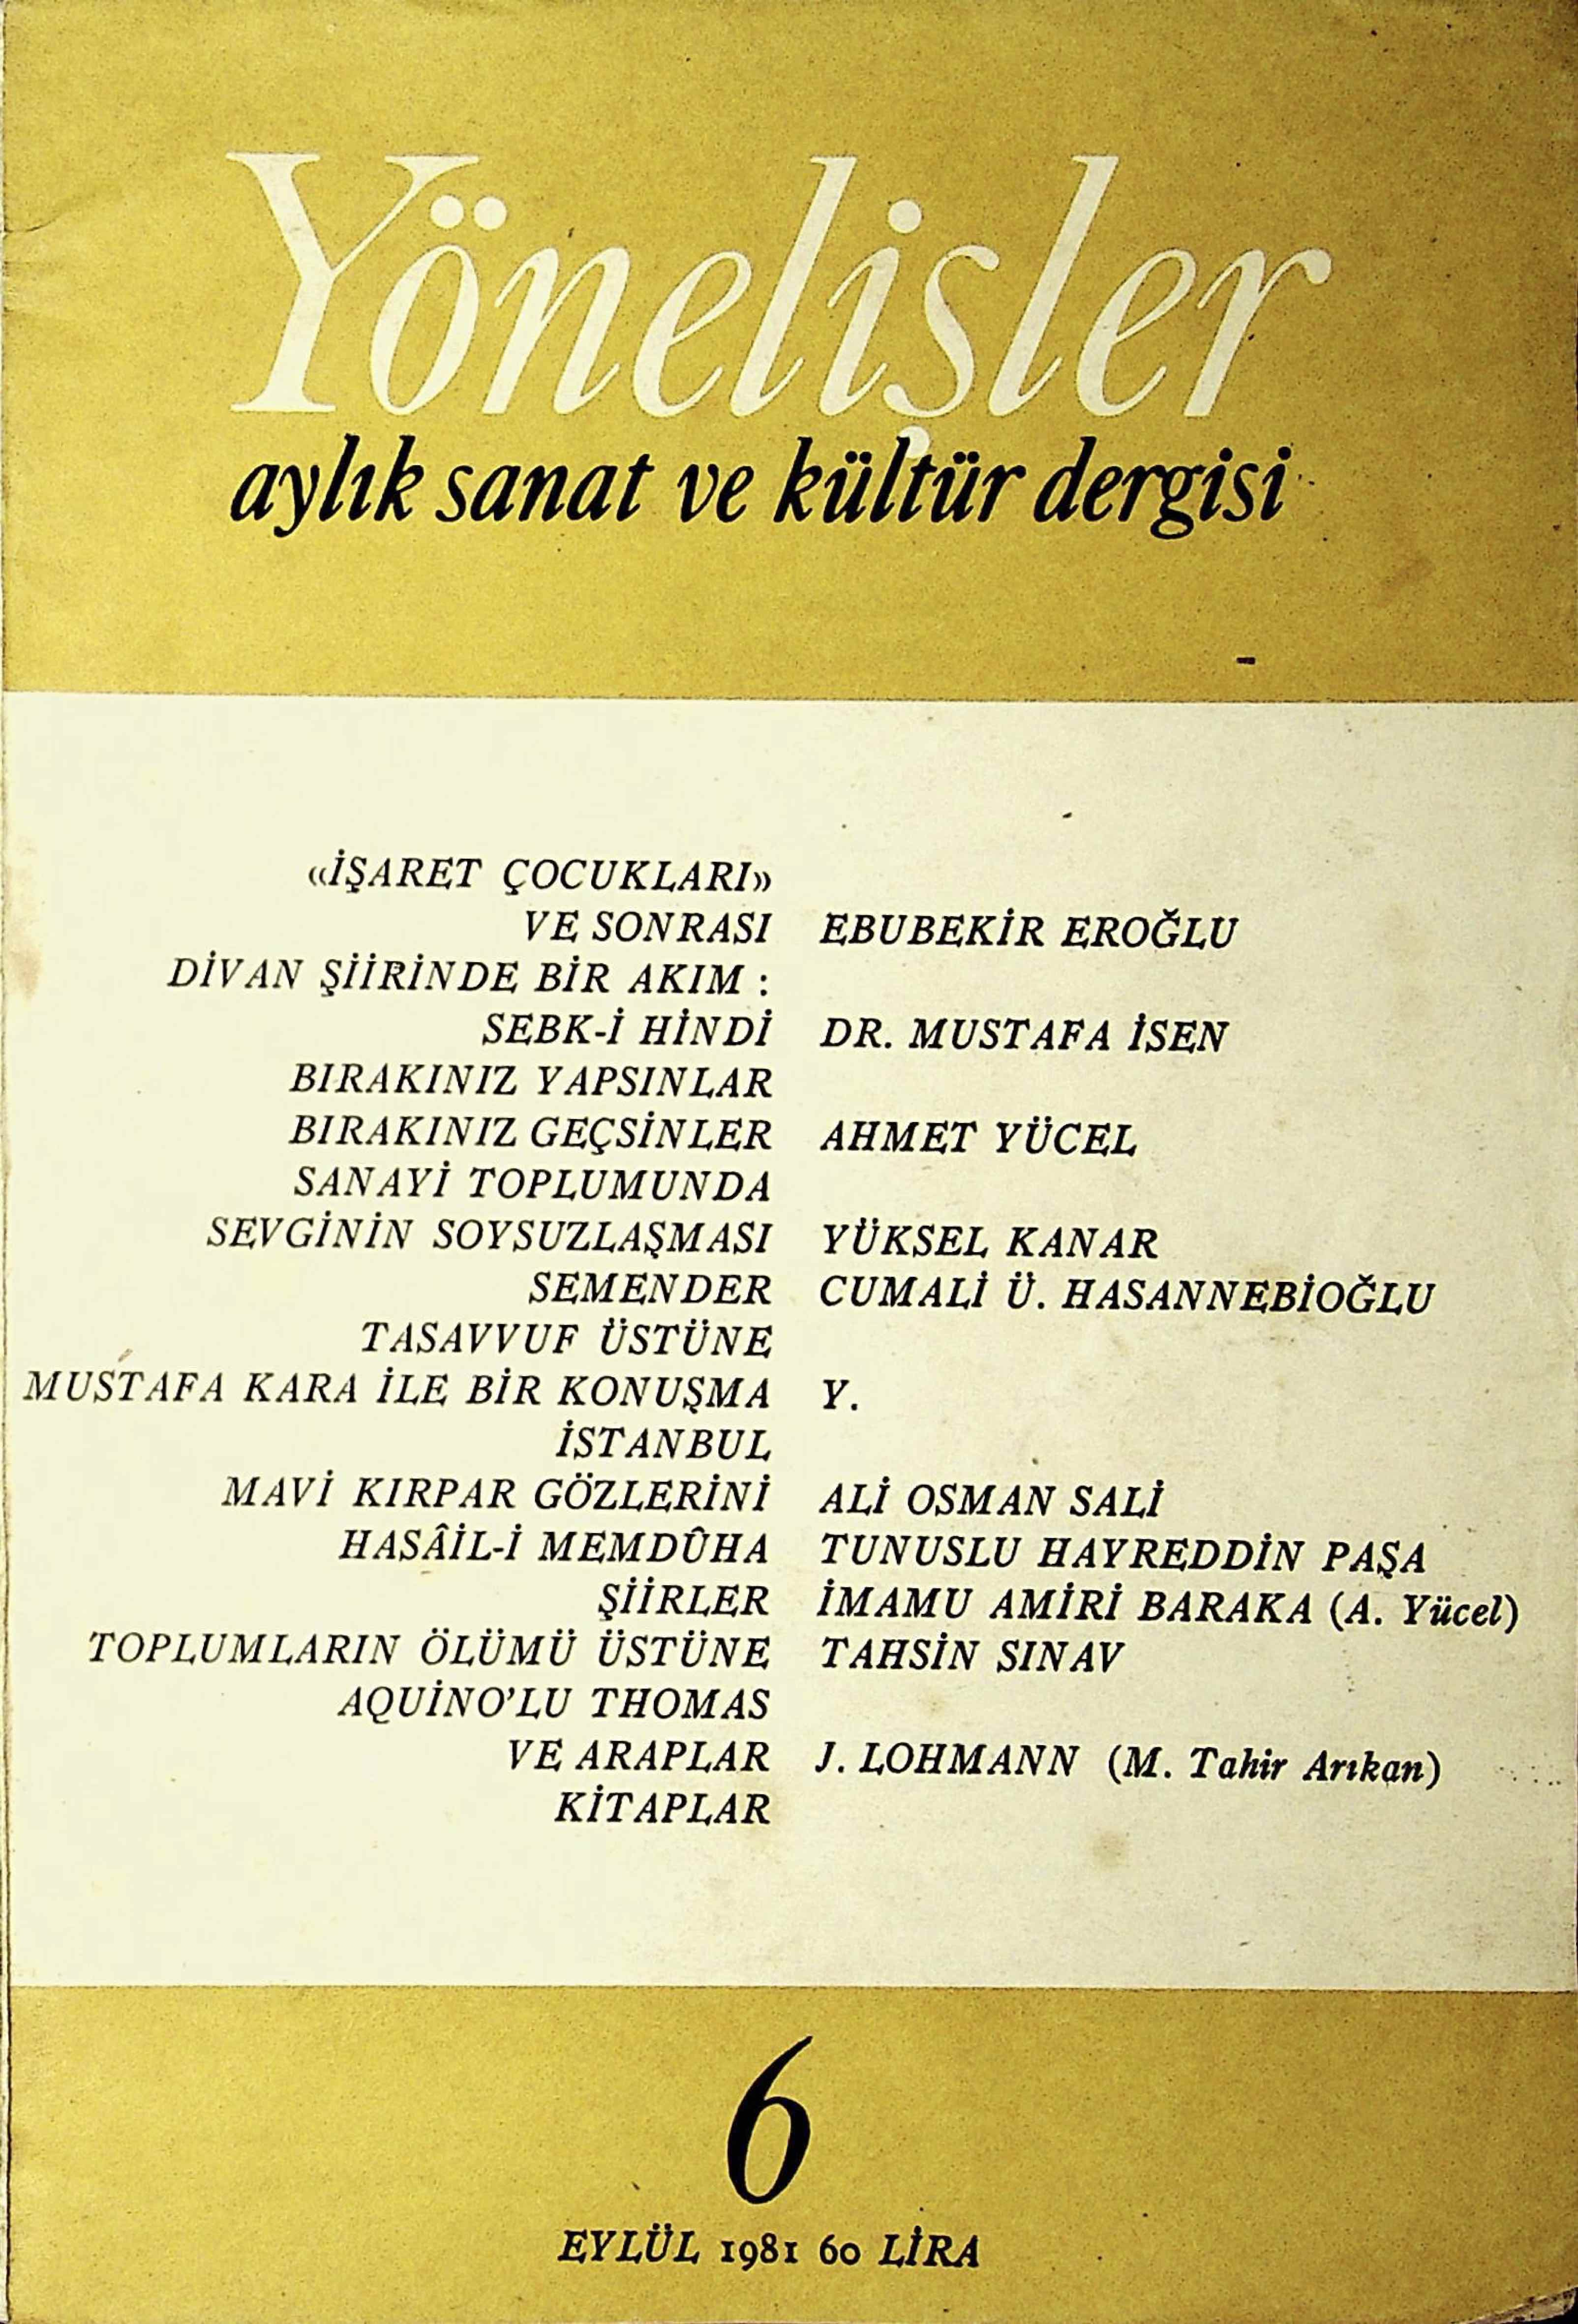 Yönelişler
aylık sanat ve kültür dergisi
«İŞARET ÇOCUKLARI»
VE SONRASI EBUBEKİR EROĞLU
DİVAN ŞİİRİNDE BİR AKIM :
SEBK-İ HİNDİ DR. MUSTAFA İSEN
BIRAKINIZ YAPSINLAR
BIRAKINIZ GEÇSİNLER AHMET YÜCEL
SANAYİ TOPLUMUNDA
SEVGİNİN SOYSUZLAŞMASI YÜKSEL KANAR
SEMENDER CUMALİ Ü. HASANNEBİOĞLU
TASAVVUF ÜSTÜNE
MUSTAFA KARA İLE BİR KONUŞMA Y.
İSTANBUL
MAVİ KIRPAR GÖZLERİNİ ALİ OSMAN SALİ
HASÂİL-İ MEMDÛHA TUNUSLU HAYREDDİN PAŞA
ŞİİRLER İMAMU AMİRİ BARAKA (A. Yücel)
TOPLUMLARIN ÖLÜMÜ ÜSTÜNE TAHSİN SINAV
AQUİNO'LU THOMAS
VE ARAPLAR J. LOHMANN (M. Tahir Arıkan)
KİTAPLAR
6
EYLÜL 1981 60 LİRA